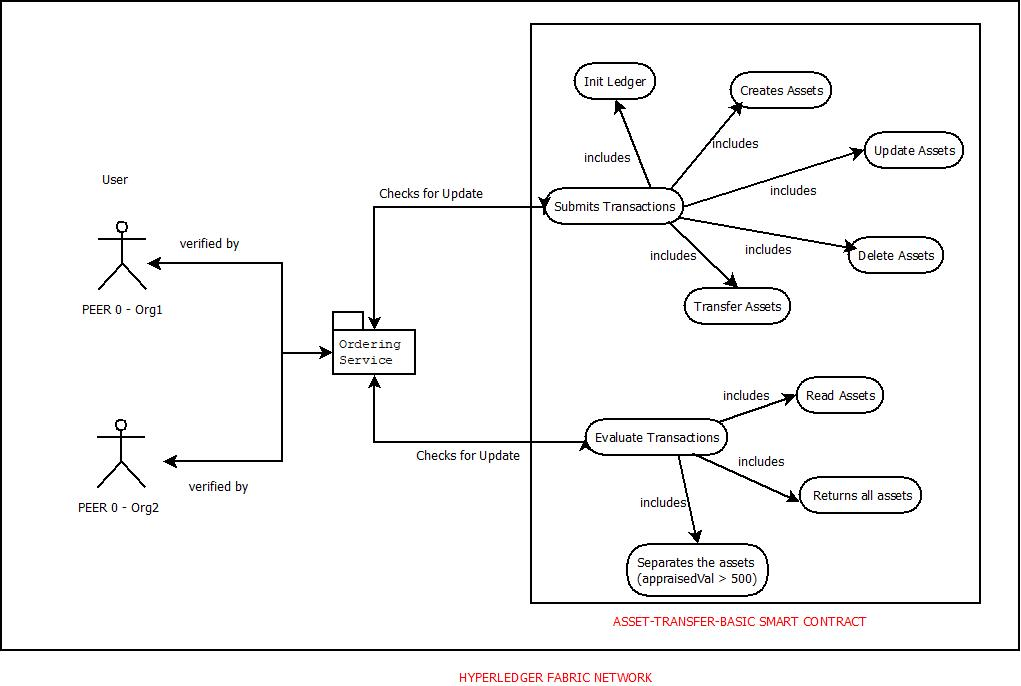 Init Ledger
Creates Assets
includes
includes
Update Assets
User
Checks for Update
includes
Submits Transactions
verified by
includes
includes
Delete Assets
PEER 0 - Org1
Transfer Assets
Ordering
Service
includes
Read Assets
Evaluate Transactions
Checks for Update
includes
verified by
includes
Returns all assets
PEER 0 - Org2
Separates the assets
(appraisedVal > 500)
ASSET-TRANSFER-BASIC SMART CONTRACT
HYPERLEDGER FABRIC NETWORK